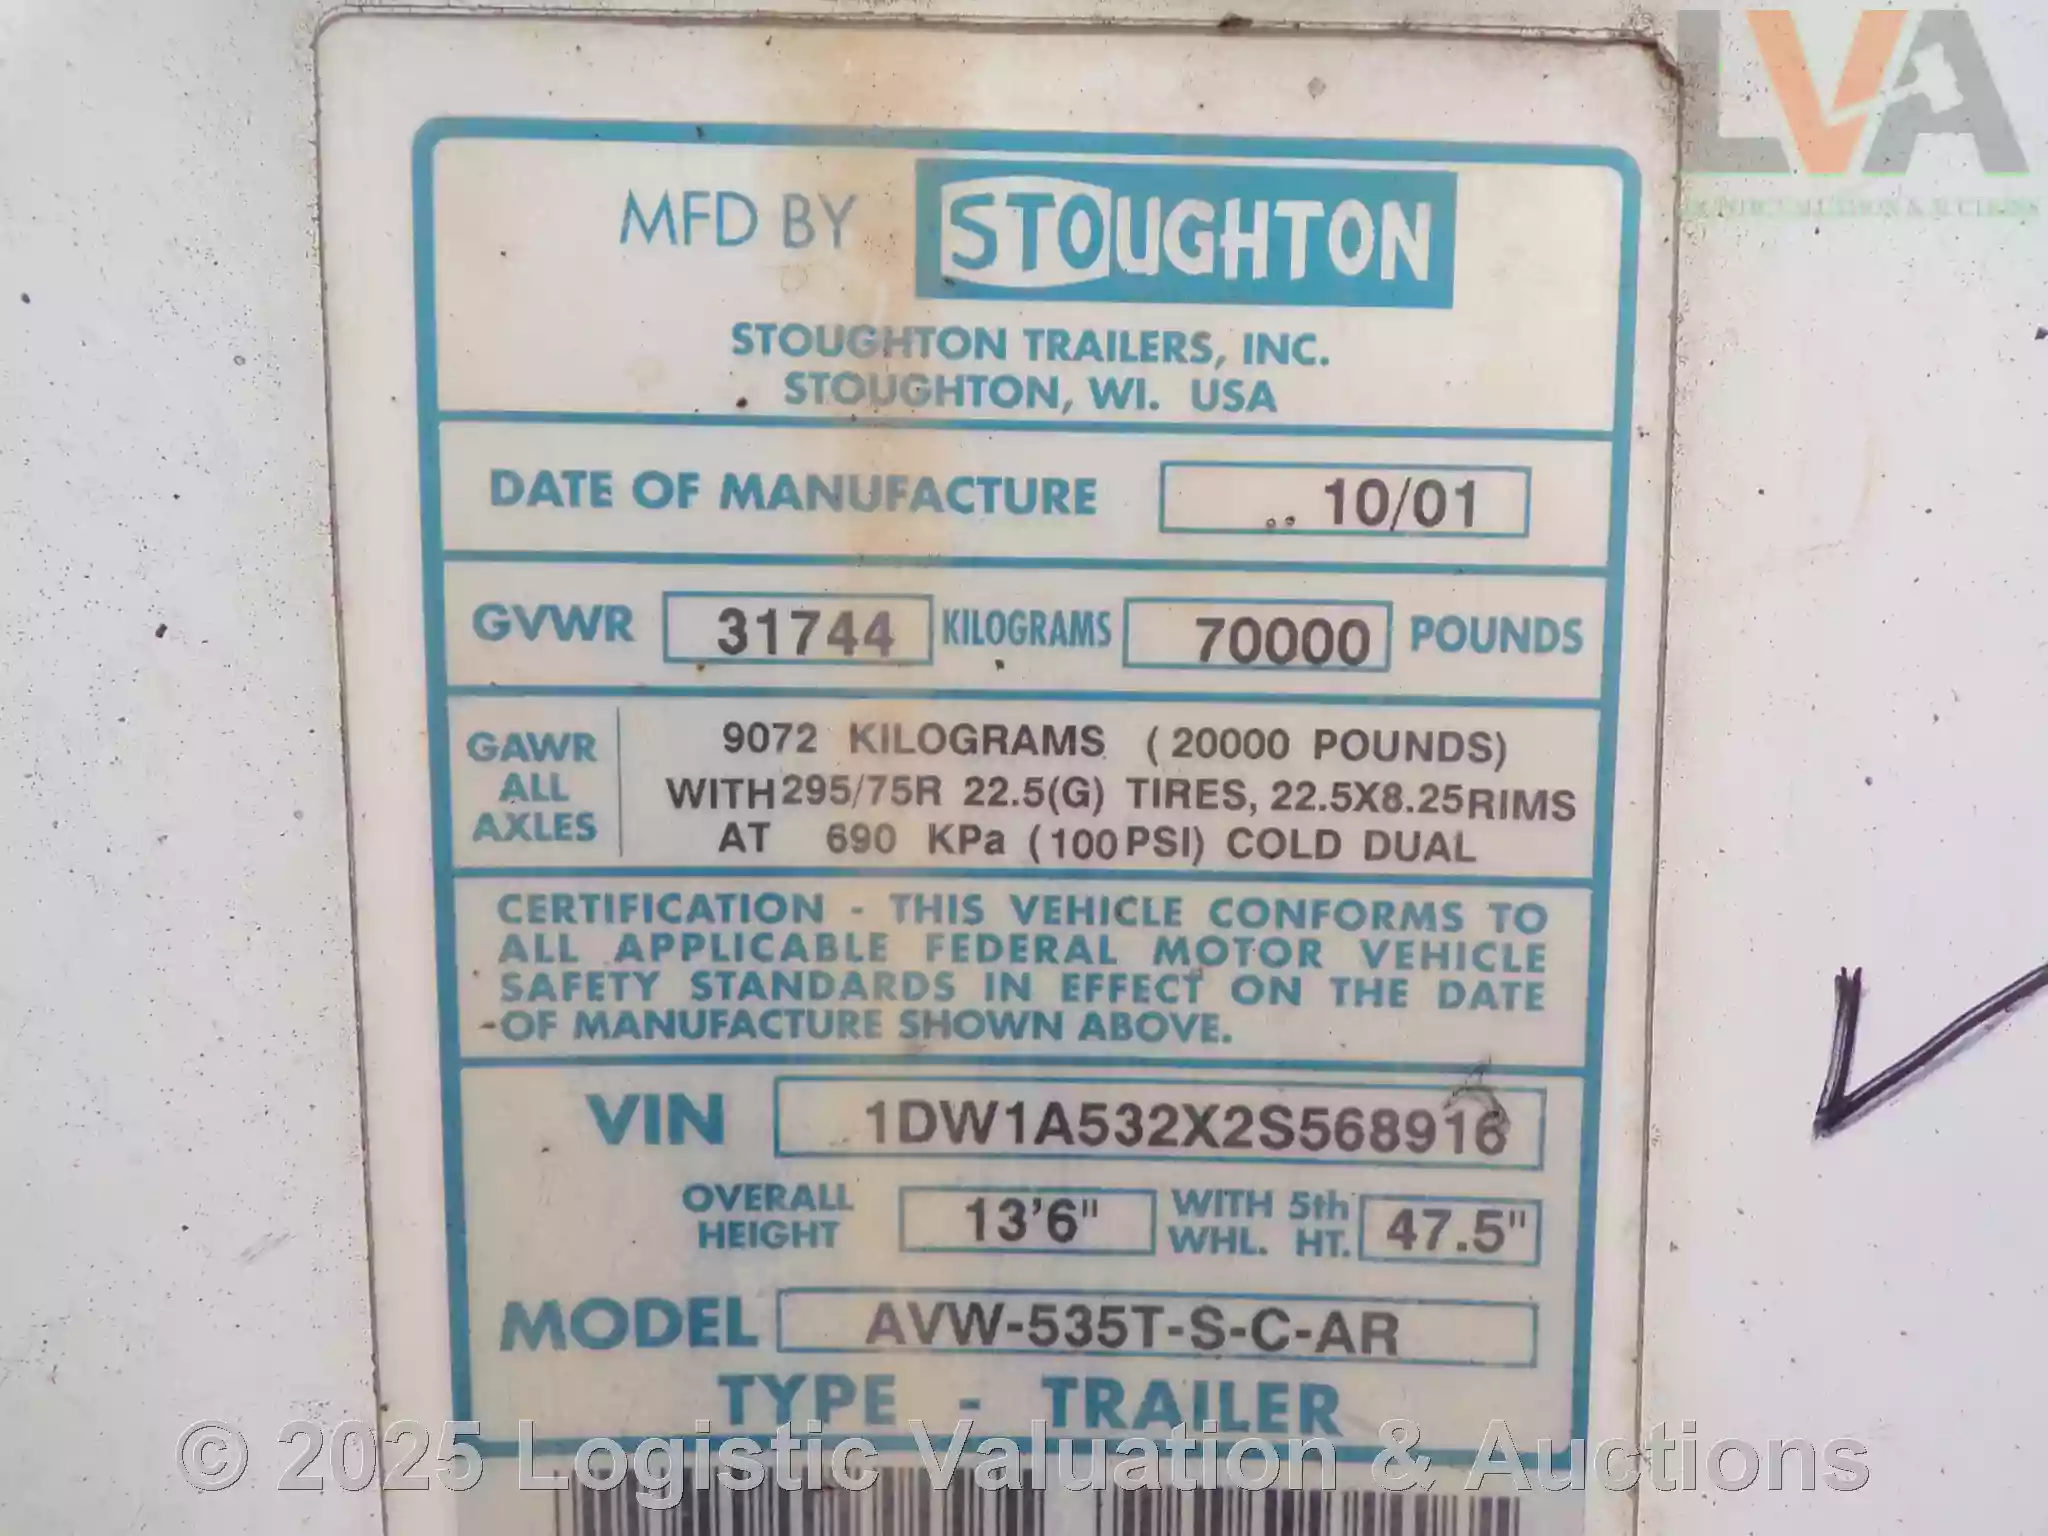 LVA
LOGISTIC VALUATION & AUCTIONS
MFD BY STOUGHTON
STOUGHTON TRAILERS, INC.
STOUGHTON, WI. USA
DATE OF MANUFACTURE 10/01
GVWR 31744 KILOGRAMS 70000 POUNDS
GAWR ALL AXLES
9072 KILOGRAMS (20000 POUNDS)
WITH 295/75R 22.5(G) TIRES, 22.5X8.25 RIMS
AT 690 KPa (100 PSI) COLD DUAL
CERTIFICATION - THIS VEHICLE CONFORMS TO
ALL APPLICABLE FEDERAL MOTOR VEHICLE
SAFETY STANDARDS IN EFFECT ON THE DATE
OF MANUFACTURE SHOWN ABOVE.
VIN 1DW1A532X2S568916
OVERALL HEIGHT 13'6" WITH 5th WHL. HT. 47.5"
MODEL AVW-535T-S-C-AR
TYPE - TRAILER
© 2025 Logistic Valuation & Auctions